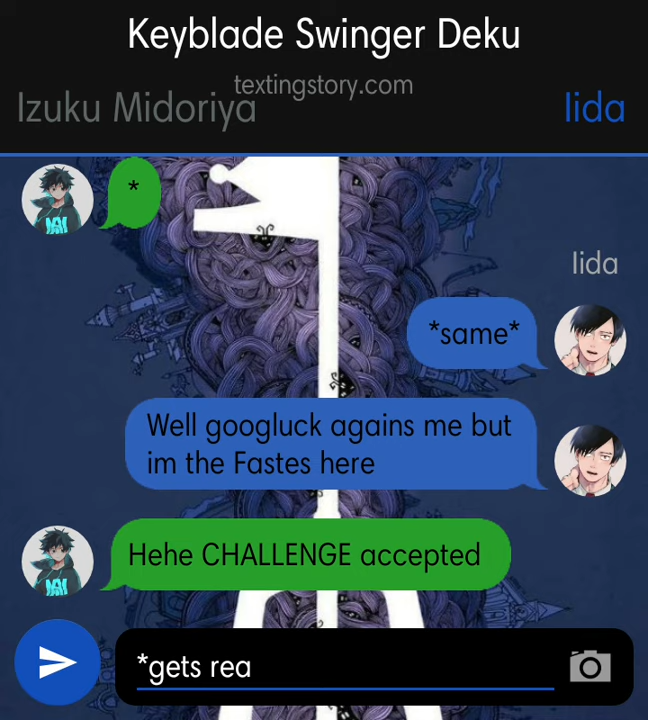 Keyblade Swinger Deku
textingstory.com
Izuku Midoriya
Iida
*
Iida
*same*
Well googluck agains me but
im the Fastes here
Hehe CHALLENGE accepted
*gets rea